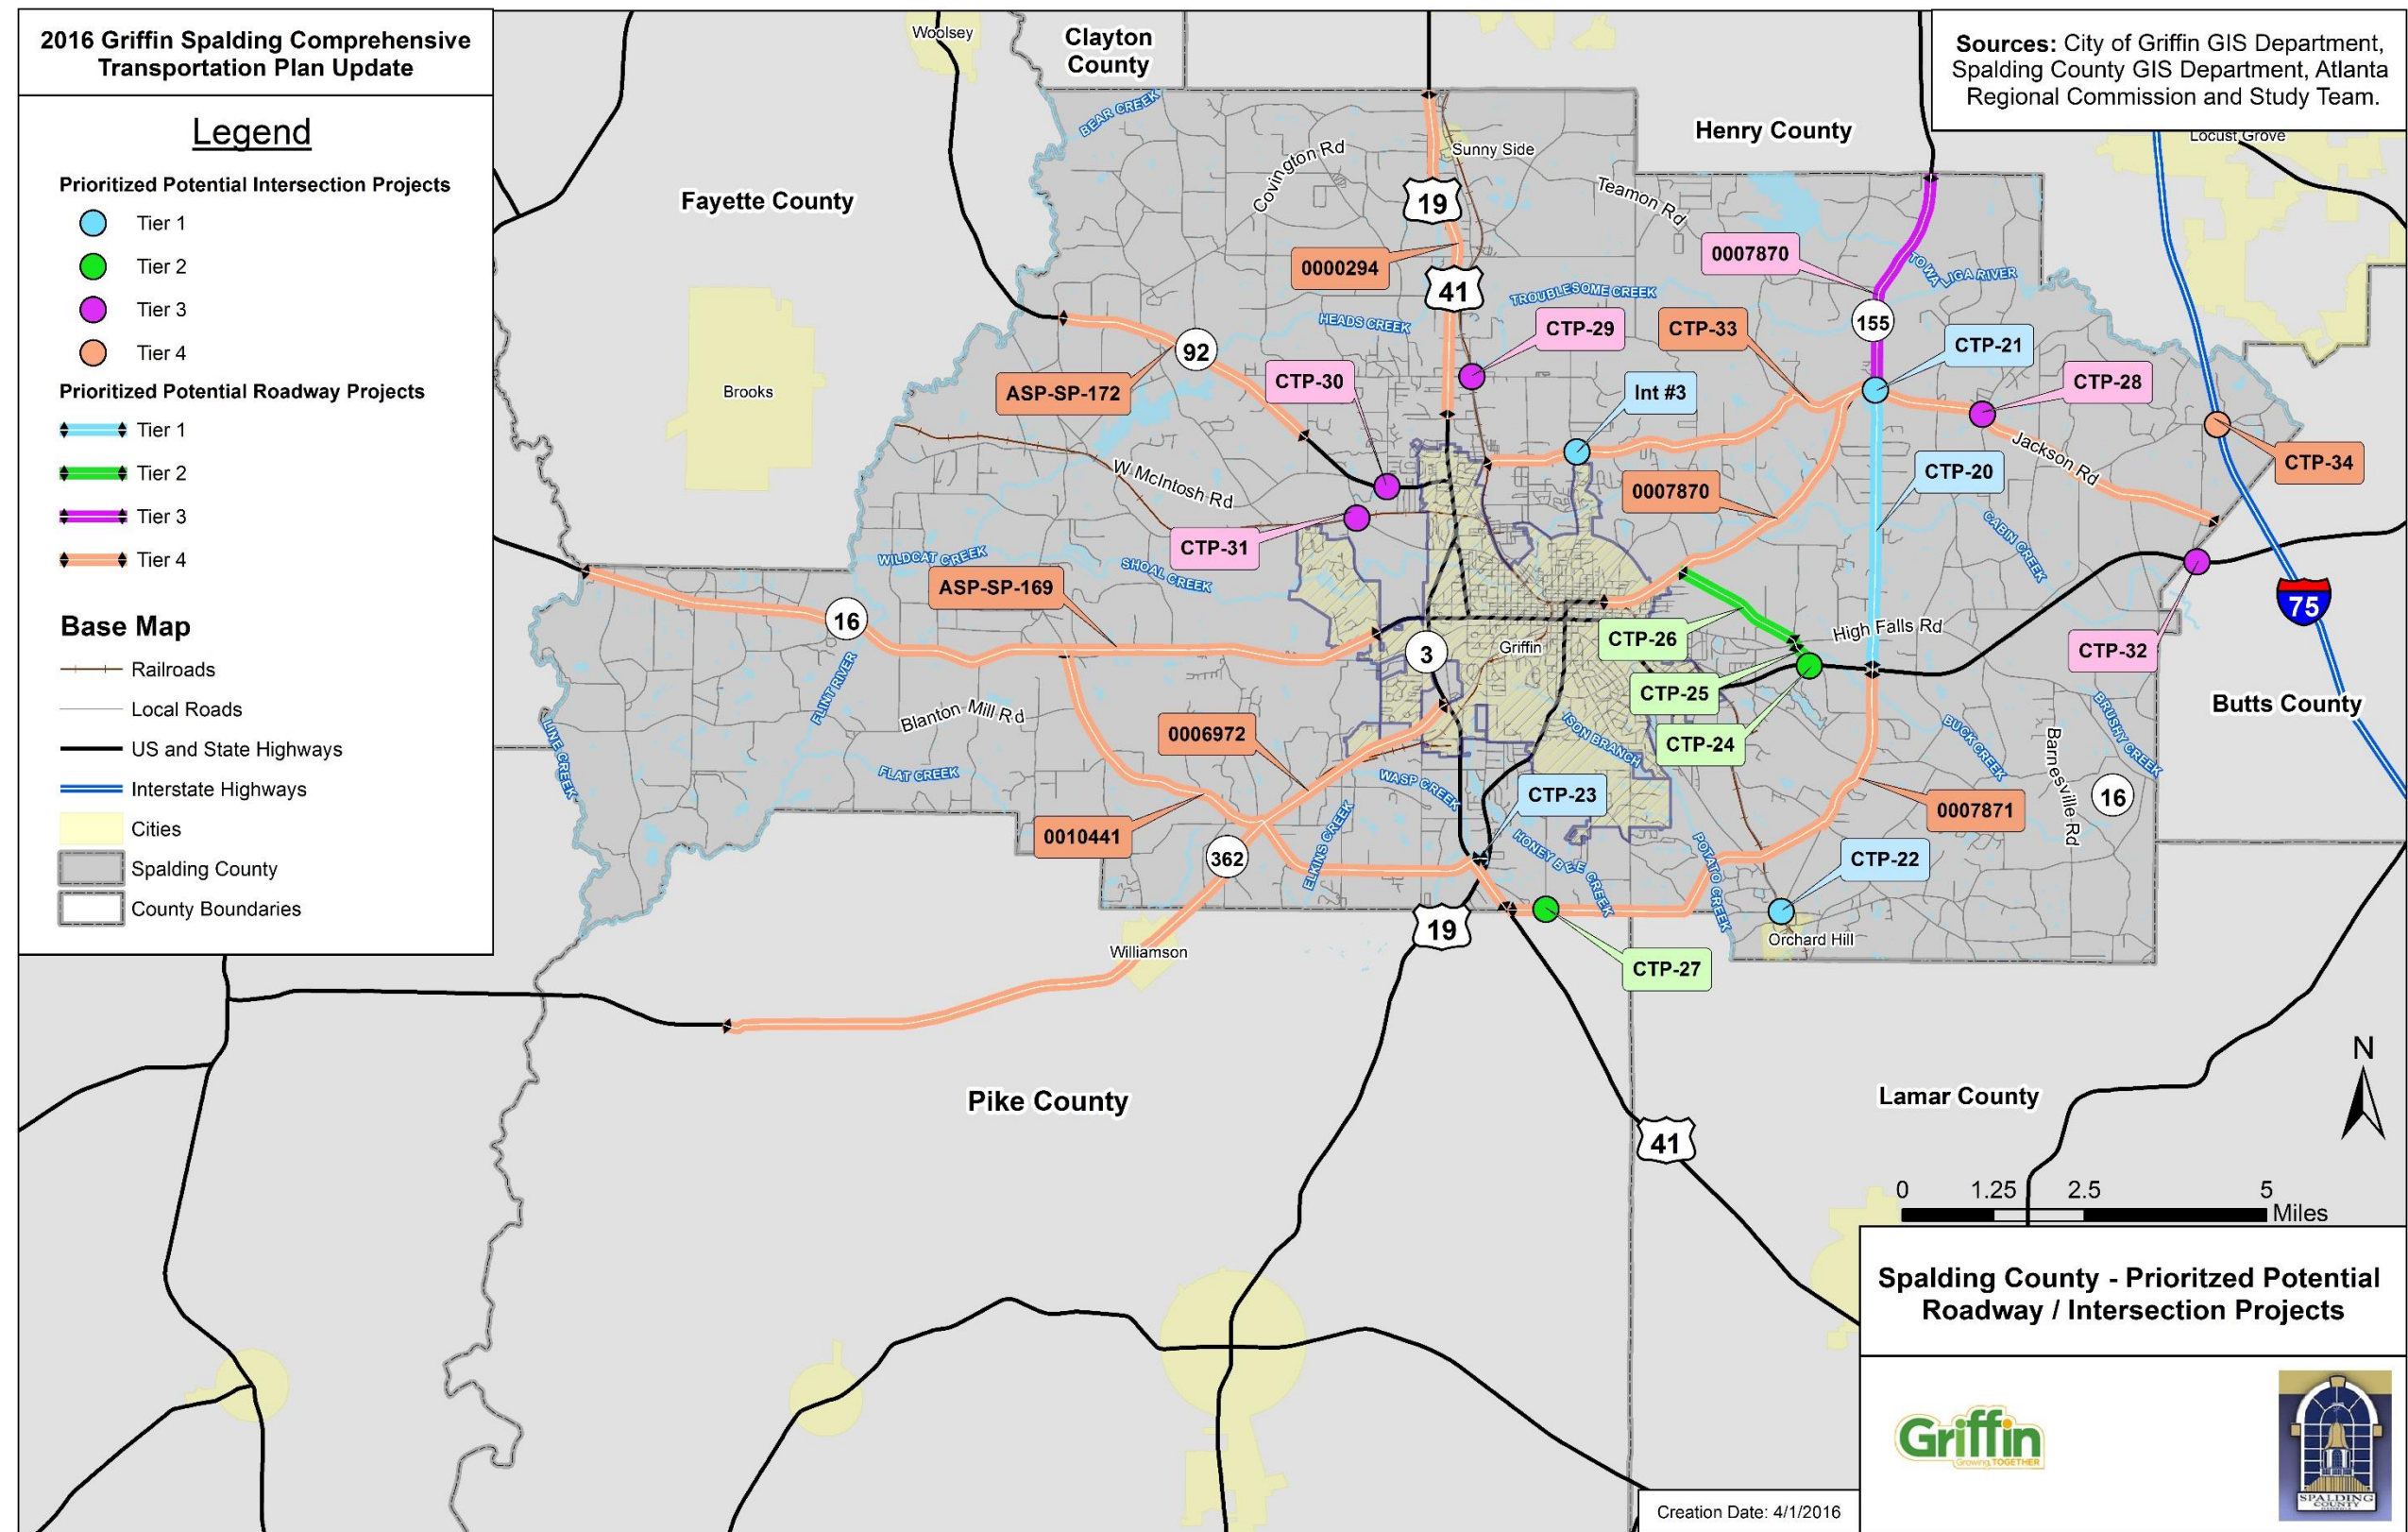 2016 Griffin Spalding Comprehensive
Transportation Plan Update
Legend
Prioritized Potential Intersection Projects
Tier 1
Tier 2
Tier 3
Tier 4
Prioritized Potential Roadway Projects
Tier 1
Tier 2
Tier 3
Tier 4
Base Map
Railroads
Local Roads
US and State Highways
Interstate Highways
Cities
Spalding County
County Boundaries
Sources: City of Griffin GIS Department,
Spalding County GIS Department, Atlanta
Regional Commission and Study Team.
Woolsey
Clayton
County
Henry County
Locust Grove
Fayette County
BEAR CREEK
Covington Rd
Sunny Side
Teamon Rd
19
0000294
41
0007870
TOWALIGA RIVER
TROUBLESOME CREEK
HEADS CREEK
CTP-29
CTP-33
155
CTP-21
92
Brooks
ASP-SP-172
CTP-30
Int #3
CTP-28
Jackson Rd
CTP-34
W McIntosh Rd
CTP-20
0007870
CTP-31
CABIN CREEK
WILDCAT CREEK
SHOAL CREEK
ASP-SP-169
75
16
CTP-26
High Falls Rd
3
Griffin
CTP-32
CTP-25
FLINT RIVER
Blanton Mill Rd
CTP-24
Butts County
LINE CREEK
0006972
ISON BRANCH
BUCK CREEK
Barnesville Rd
BRUSHY CREEK
FLAT CREEK
WASP CREEK
CTP-23
16
0007871
0010441
362
ELKINS CREEK
HONEY BEE CREEK
POTATO CREEK
CTP-22
19
Orchard Hill
Williamson
CTP-27
Pike County
Lamar County
N
41
0 1.25 2.5 5
Miles
Spalding County - Prioritzed Potential
Roadway / Intersection Projects
Griffin
Growing TOGETHER
SPALDING
COUNTY
Creation Date: 4/1/2016